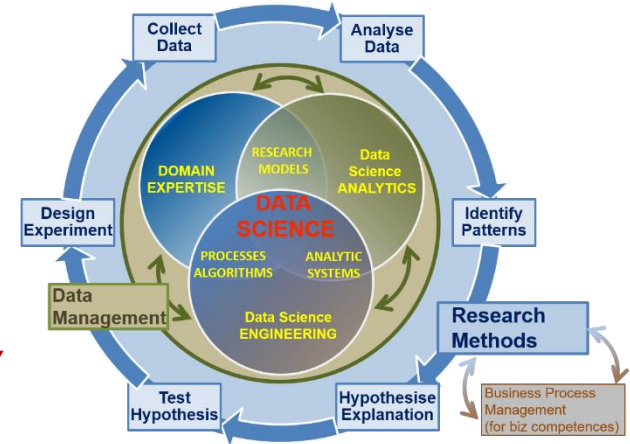 Collect
Data
Analyse
Data
RESEARCH
MODELS
DOMAIN
EXPERTISE
Data
Science
ANALYTICS
DATA
SCIENCE
Design
Experiment
Identify
Patterns
PROCESSES
ALGORITHMS
ANALYTIC
SYSTEMS
Data
Management
Data Science
ENGINEERING
Research
Methods
Test
Hypothesis
Hypothesise
Explanation
Business Process
Management
(for biz competences)